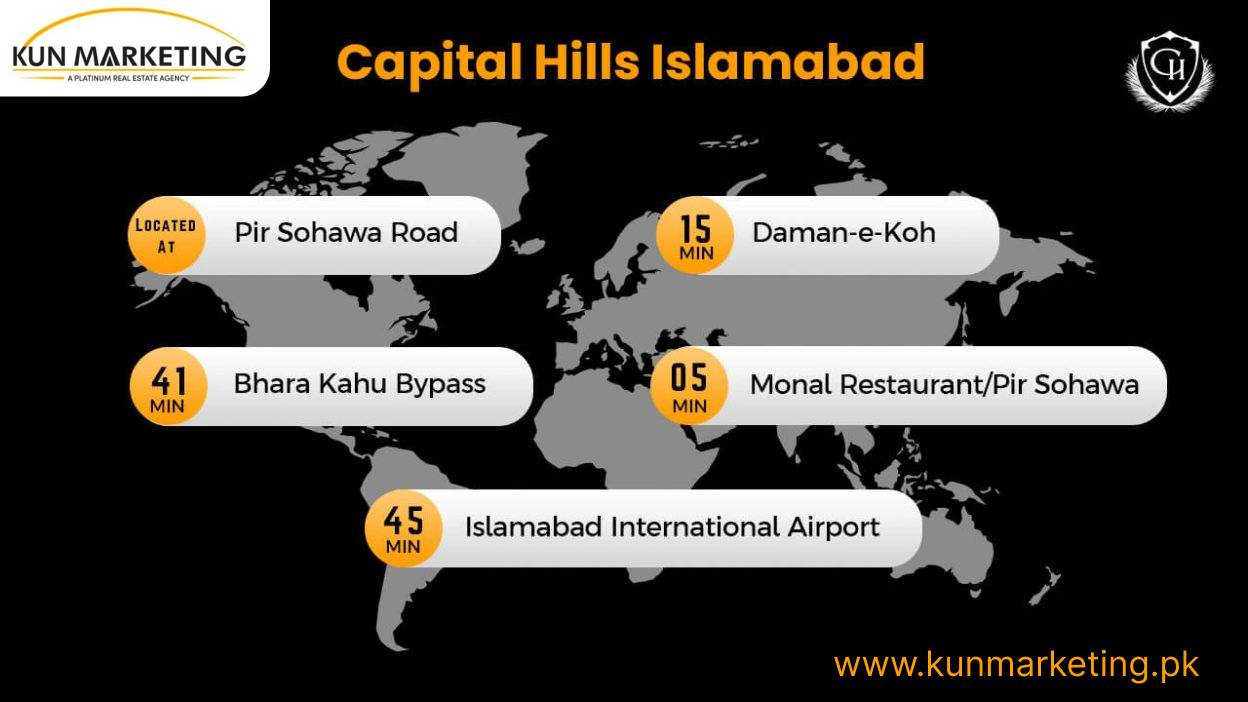 KUN MARKETING
A PLATINUM REAL ESTATE AGENCY
Capital Hills Islamabad
CH
LOCATED
AT
Pir Sohawa Road
15
MIN
Daman-e-Koh
41
MIN
Bhara Kahu Bypass
05
MIN
Monal Restaurant/Pir Sohawa
45
MIN
Islamabad International Airport
www.kunmarketing.pk